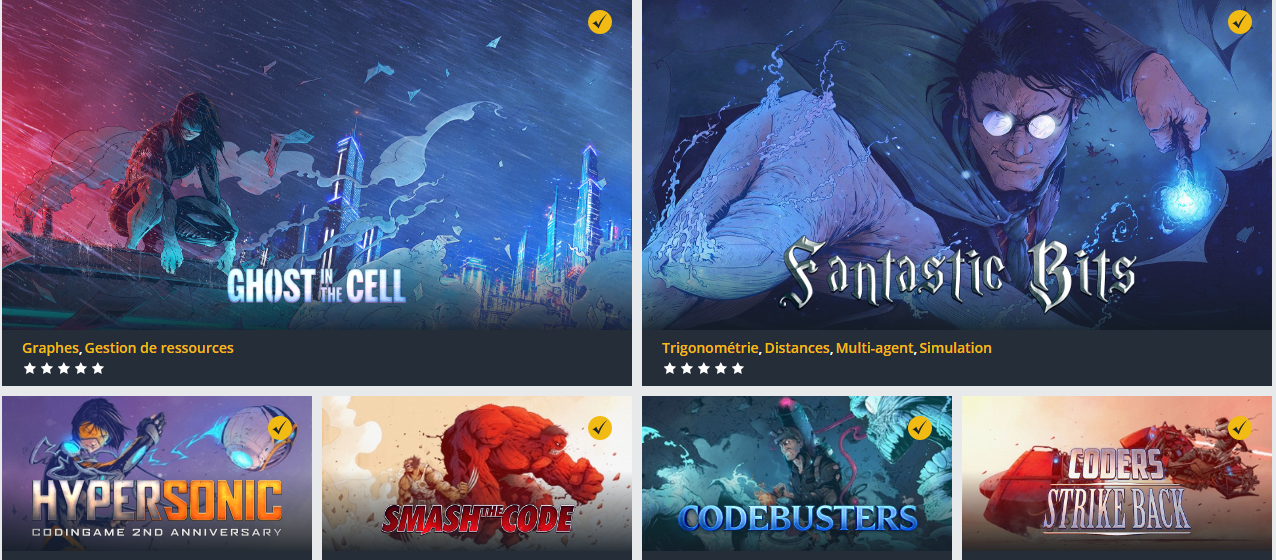 GHOST IN THE CELL
Fantastic Bits
Graphes, Gestion de ressources
Trigonométrie, Distances, Multi-agent, Simulation
HYPERSONIC
CODINGAME 2ND ANNIVERSARY
SMASH THE CODE
CODEBUSTERS
CODERS
STRIKE BACK